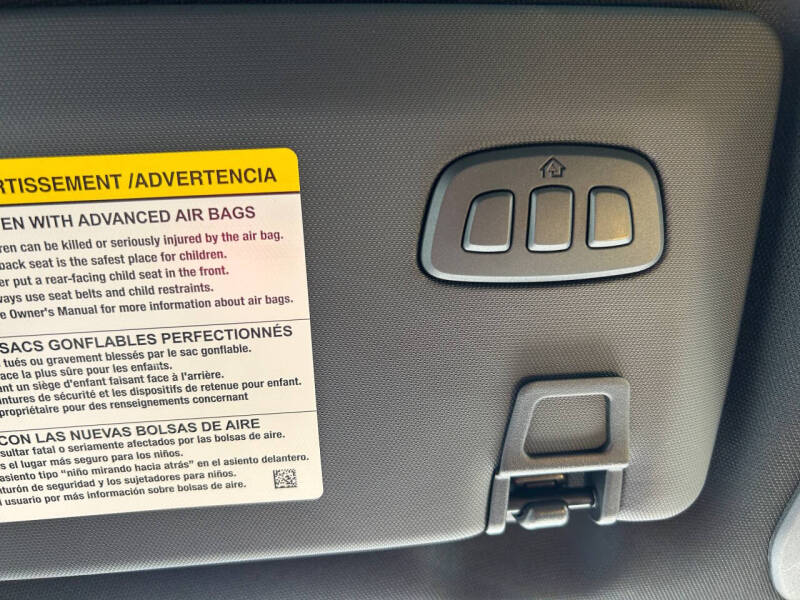 RTISSEMENT /ADVERTENCIA
EN WITH ADVANCED AIR BAGS
ren can be killed or seriously injured by the air bag.
back seat is the safest place for children.
er put a rear-facing child seat in the front.
ways use seat belts and child restraints.
e Owner's Manual for more information about air bags.
SACS GONFLABLES PERFECTIONNÉS
tués ou gravement blessés par le sac gonflable.
ace la plus sûre pour les enfants.
ant un siège d'enfant faisant face à l'arrière.
intures de sécurité et les dispositifs de retenue pour enfant.
propriétaire pour des renseignements concernant
CON LAS NUEVAS BOLSAS DE AIRE
sultar fatal o seriamente afectados por las bolsas de aire.
s el lugar más seguro para los niños.
asiento tipo "niño mirando hacia atrás" en el asiento delantero.
nturón de seguridad y los sujetadores para niños.
l usuario por más información sobre bolsas de aire.